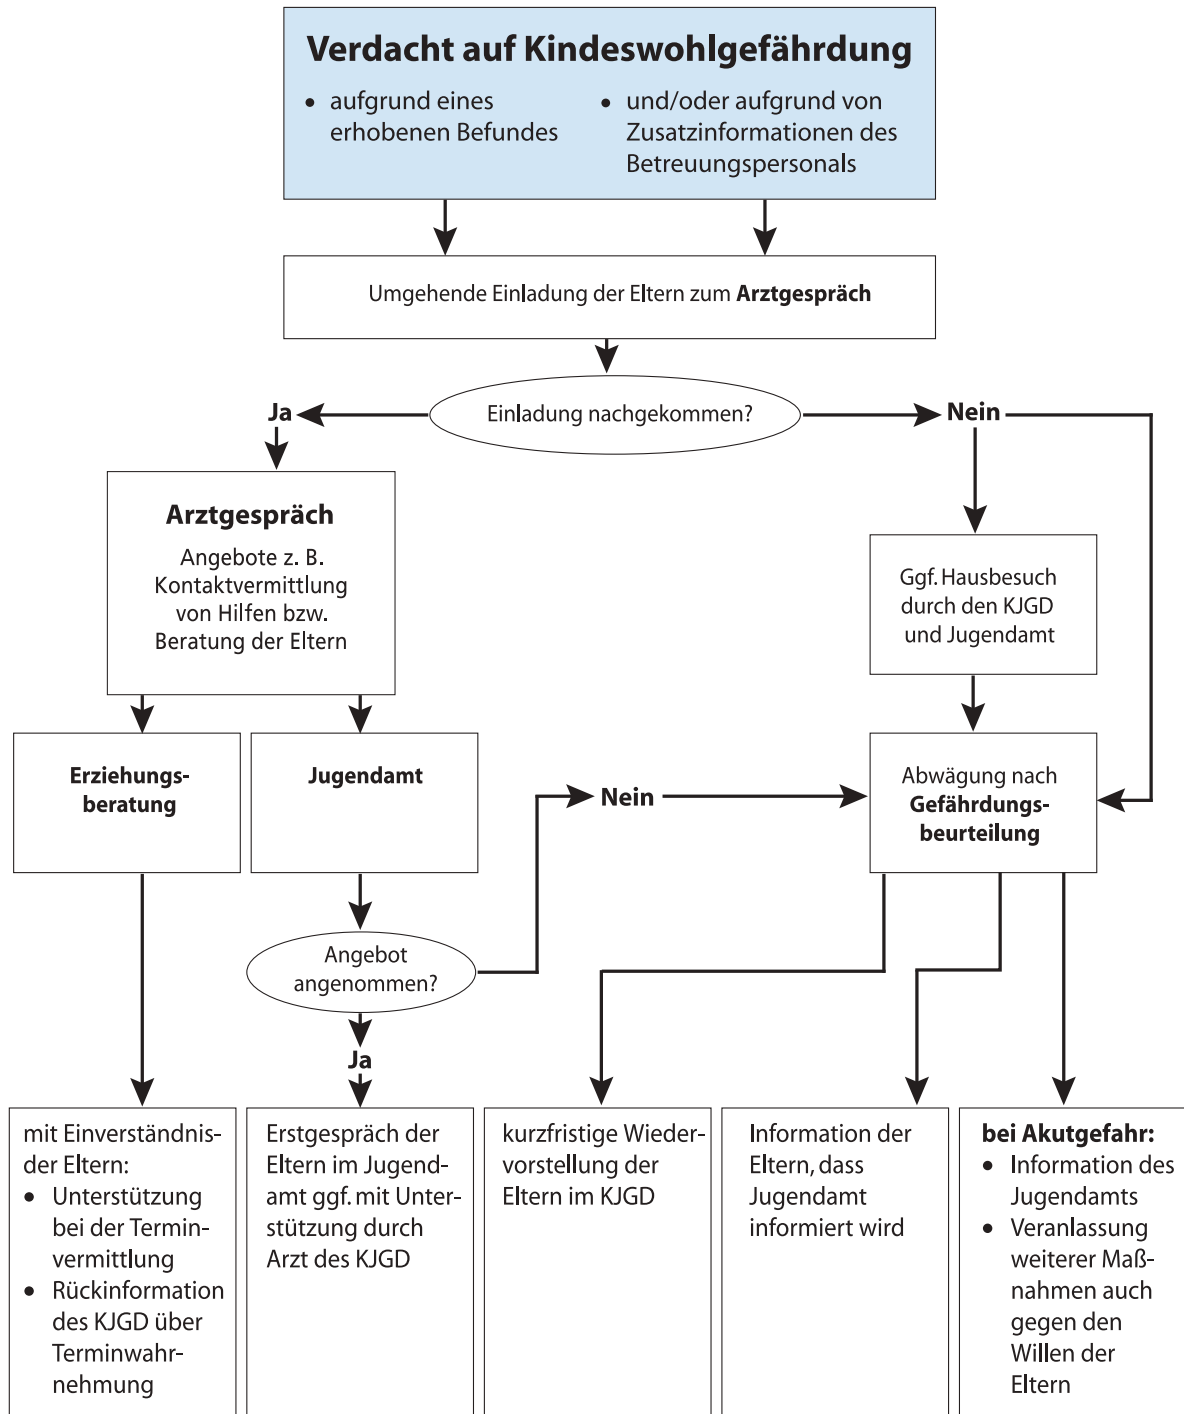 Verdacht auf Kindeswohlgefährdung
• aufgrund eines
erhobenen Befundes
• und/oder aufgrund von
Zusatzinformationen des
Betreuungspersonals
Umgehende Einladung der Eltern zum Arztgespräch
Einladung nachgekommen?
Ja
Nein
Arztgespräch
Angebote z. B.
Kontaktvermittlung
von Hilfen bzw.
Beratung der Eltern
Ggf. Hausbesuch
durch den KJGD
und Jugendamt
Erziehungs-
beratung
Jugendamt
Nein
Abwägung nach
Gefährdungs-
beurteilung
Angebot
angenommen?
Ja
mit Einverständnis-
der Eltern:
• Unterstützung
bei der Termin-
vermittlung
• Rückinformation
des KJGD über
Terminwahr-
nehmung
Erstgespräch der
Eltern im Jugend-
amt ggf. mit Unter-
stützung durch
Arzt des KJGD
kurzfristige Wieder-
vorstellung der
Eltern im KJGD
Information der
Eltern, dass
Jugendamt
informiert wird
bei Akutgefahr:
• Information des
Jugendamts
• Veranlassung
weiterer Maß-
nahmen auch
gegen den
Willen der
Eltern